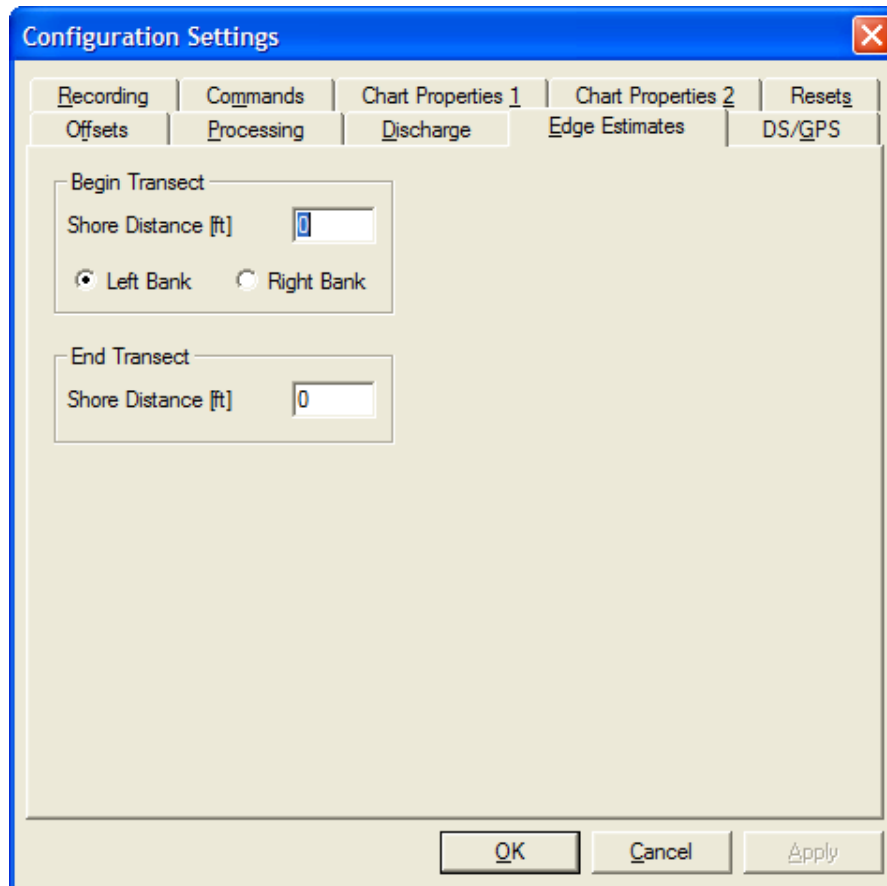 Configuration Settings
Recording Commands Chart Properties 1 Chart Properties 2 Resets
Offsets Processing Discharge Edge Estimates DS/GPS
Begin Transect
Shore Distance [ft] 0
Left Bank Right Bank
End Transect
Shore Distance [ft] 0
OK Cancel Apply